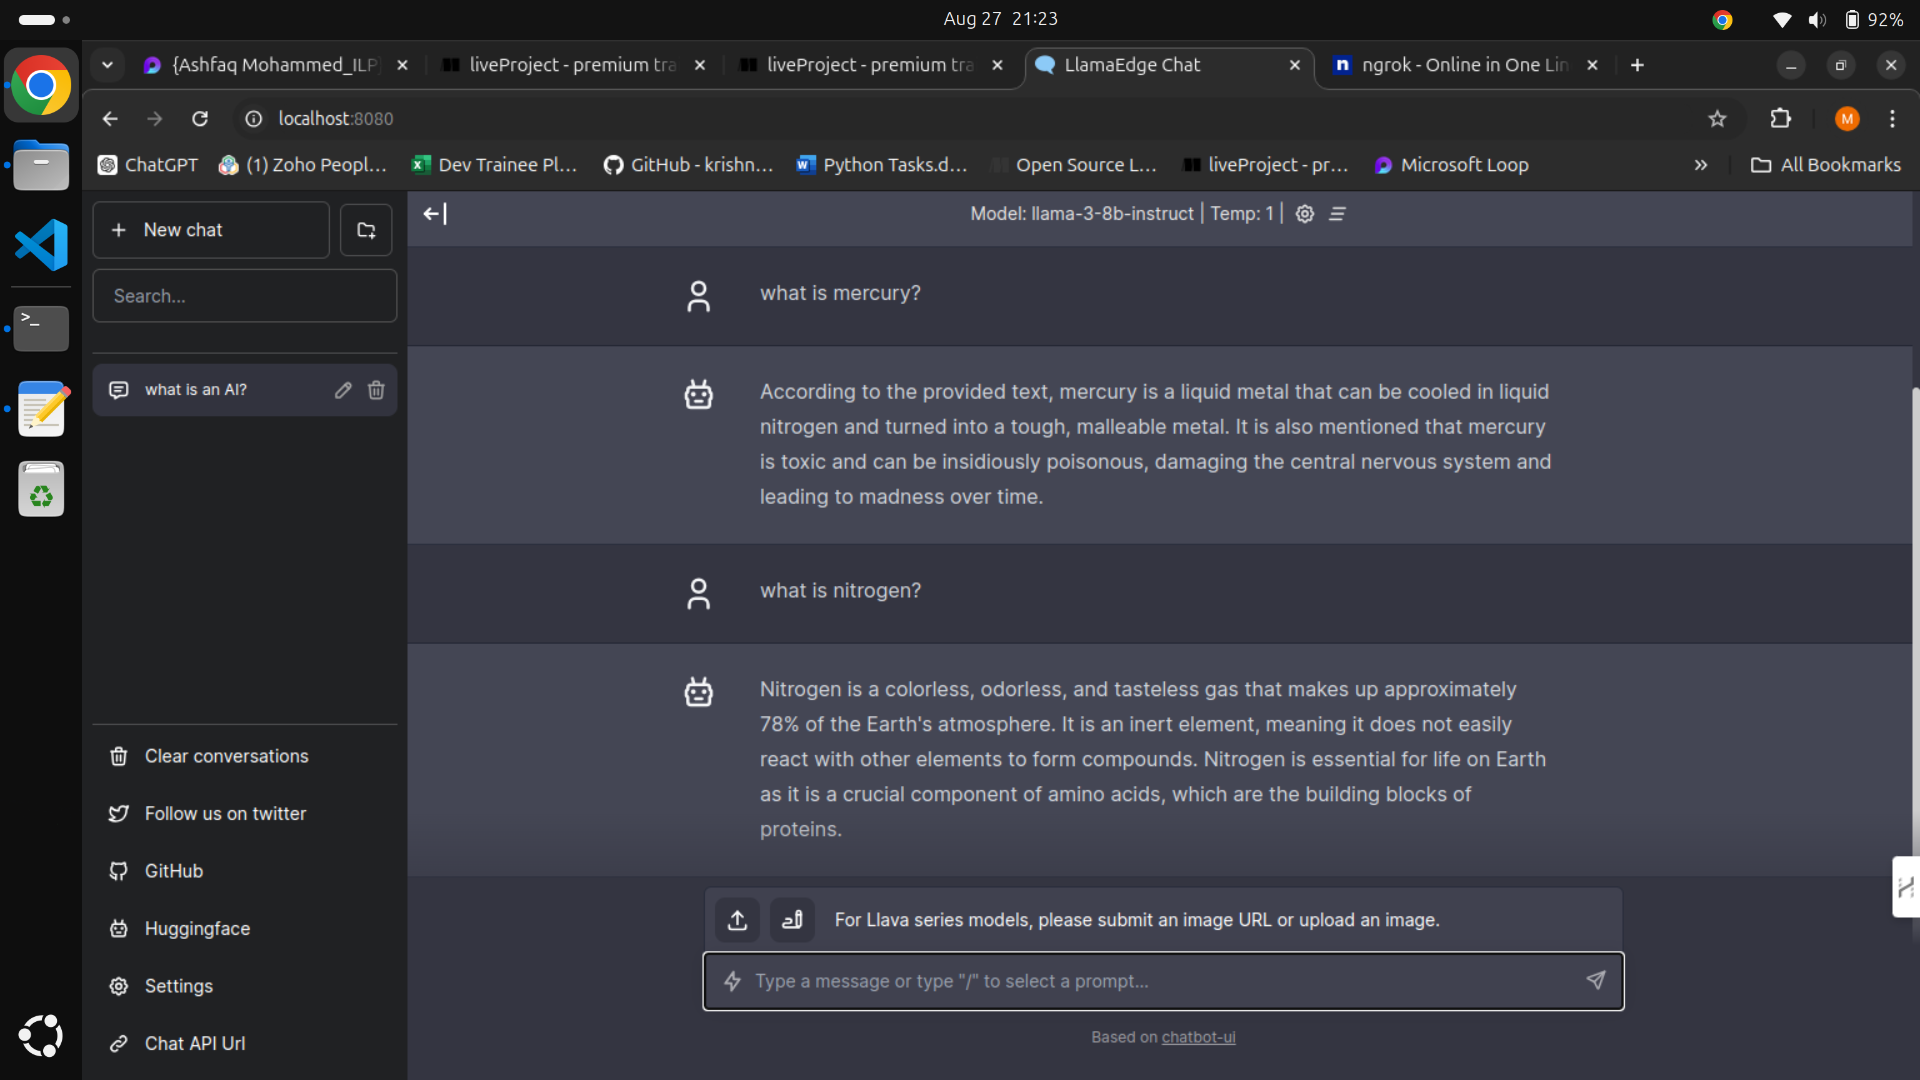 Aug 27 21:23
92%
{Ashfaq Mohammed_ILP}
liveProject - premium tra
liveProject - premium tra
LlamaEdge Chat
ngrok - Online in One Lin
localhost:8080
M
ChatGPT
(1) Zoho Peopl...
Dev Trainee Pl...
GitHub - krishn...
Python Tasks.d...
Open Source L...
liveProject - pr...
Microsoft Loop
All Bookmarks
New chat
Search...
what is an AI?
Clear conversations
Follow us on twitter
GitHub
Huggingface
Settings
Chat API Url
Model: llama-3-8b-instruct | Temp: 1 |
what is mercury?
According to the provided text, mercury is a liquid metal that can be cooled in liquid
nitrogen and turned into a tough, malleable metal. It is also mentioned that mercury
is toxic and can be insidiously poisonous, damaging the central nervous system and
leading to madness over time.
what is nitrogen?
Nitrogen is a colorless, odorless, and tasteless gas that makes up approximately
78% of the Earth's atmosphere. It is an inert element, meaning it does not easily
react with other elements to form compounds. Nitrogen is essential for life on Earth
as it is a crucial component of amino acids, which are the building blocks of
proteins.
For Llava series models, please submit an image URL or upload an image.
Type a message or type "/" to select a prompt...
Based on chatbot-ui